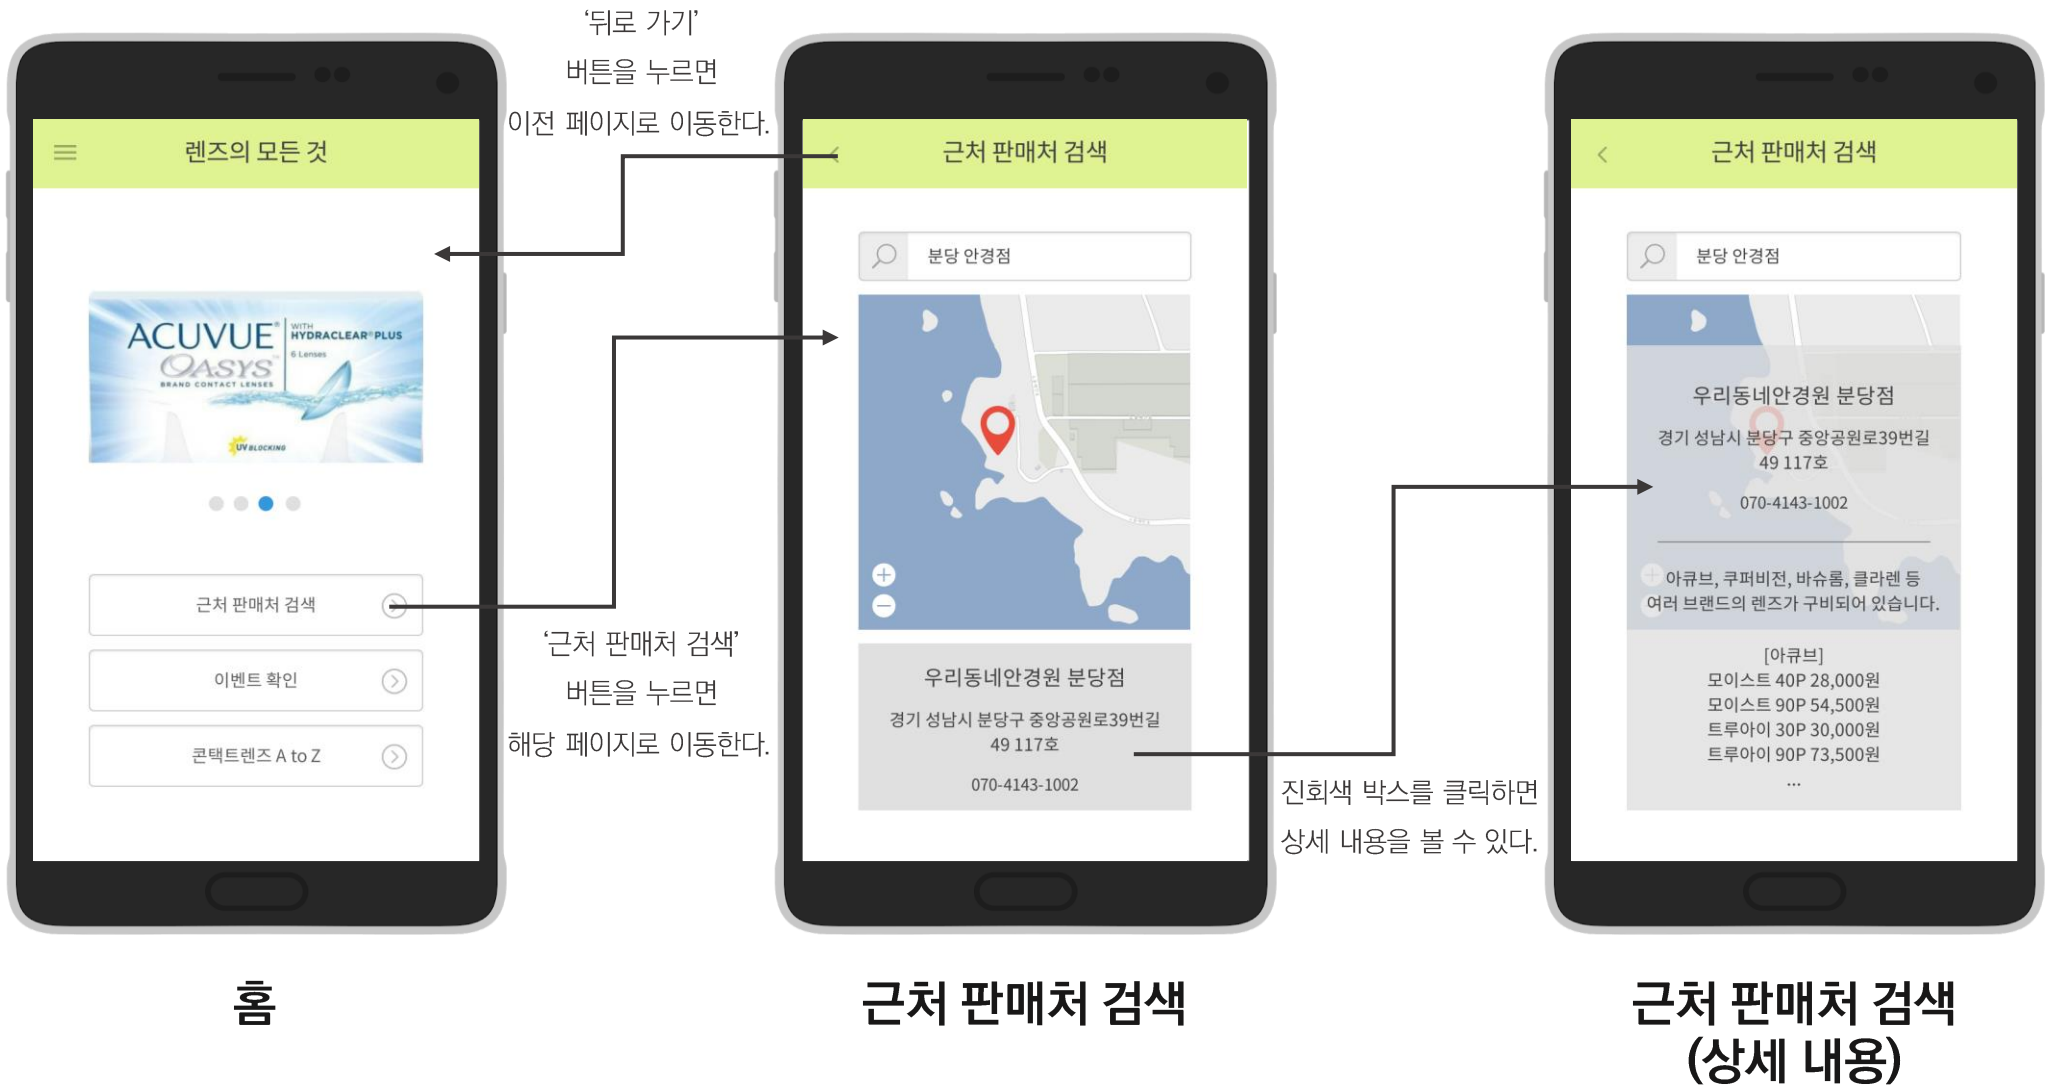 ‘뒤로 가기’
버튼을 누르면
이전 페이지로 이동한다.
렌즈의 모든 것
ACUVUE®
WITH
HYDRACLEAR® PLUS
6 Lenses
OASYS™
BRAND CONTACT LENSES
UV BLOCKING
근처 판매처 검색
이벤트 확인
콘택트렌즈 A to Z
‘근처 판매처 검색’
버튼을 누르면
해당 페이지로 이동한다.
홈
근처 판매처 검색
분당 안경점
우리동네안경원 분당점
경기 성남시 분당구 중앙공원로39번길
49 117호
070-4143-1002
근처 판매처 검색
진회색 박스를 클릭하면
상세 내용을 볼 수 있다.
근처 판매처 검색
분당 안경점
우리동네안경원 분당점
경기 성남시 분당구 중앙공원로39번길
49 117호
070-4143-1002
아큐브, 쿠퍼비전, 바슈롬, 클라렌 등
여러 브랜드의 렌즈가 구비되어 있습니다.
[아큐브]
모이스트 40P 28,000원
모이스트 90P 54,500원
트루아이 30P 30,000원
트루아이 90P 73,500원
...
근처 판매처 검색
(상세 내용)